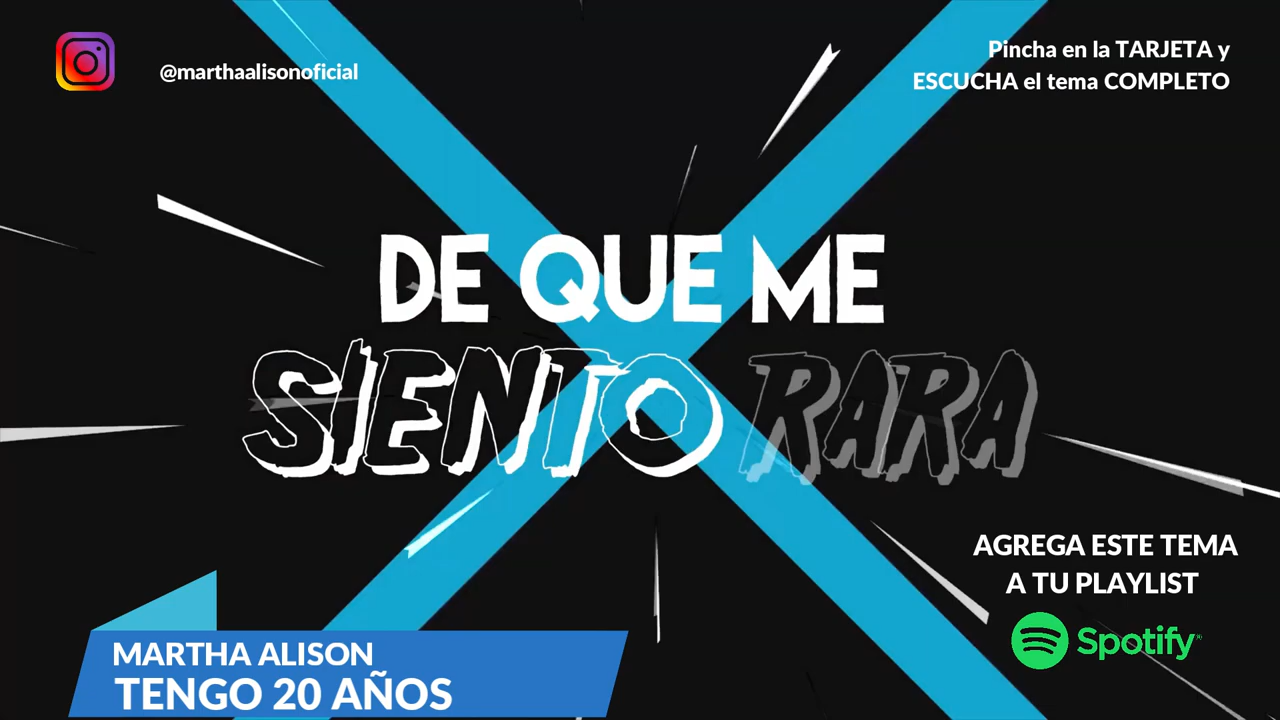 @marthaalisonoficial
Pincha en la TARJETA y
ESCUCHA el tema COMPLETO
DE QUE ME
SIENTO RARA
AGREGA ESTE TEMA
A TU PLAYLIST
Spotify
MARTHA ALISON
TENGO 20 AÑOS